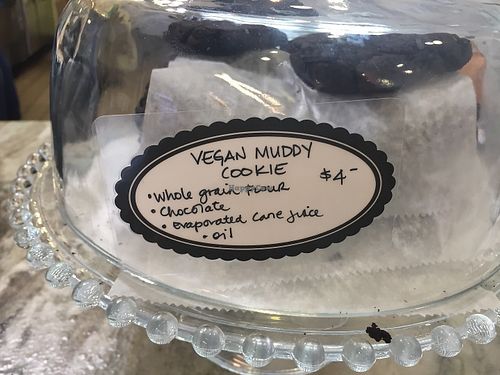 VEGAN MUDDY
COOKIE
$4-
• Whole grain Flour
• Chocolate
• Evaporated Cane Juice
• oil